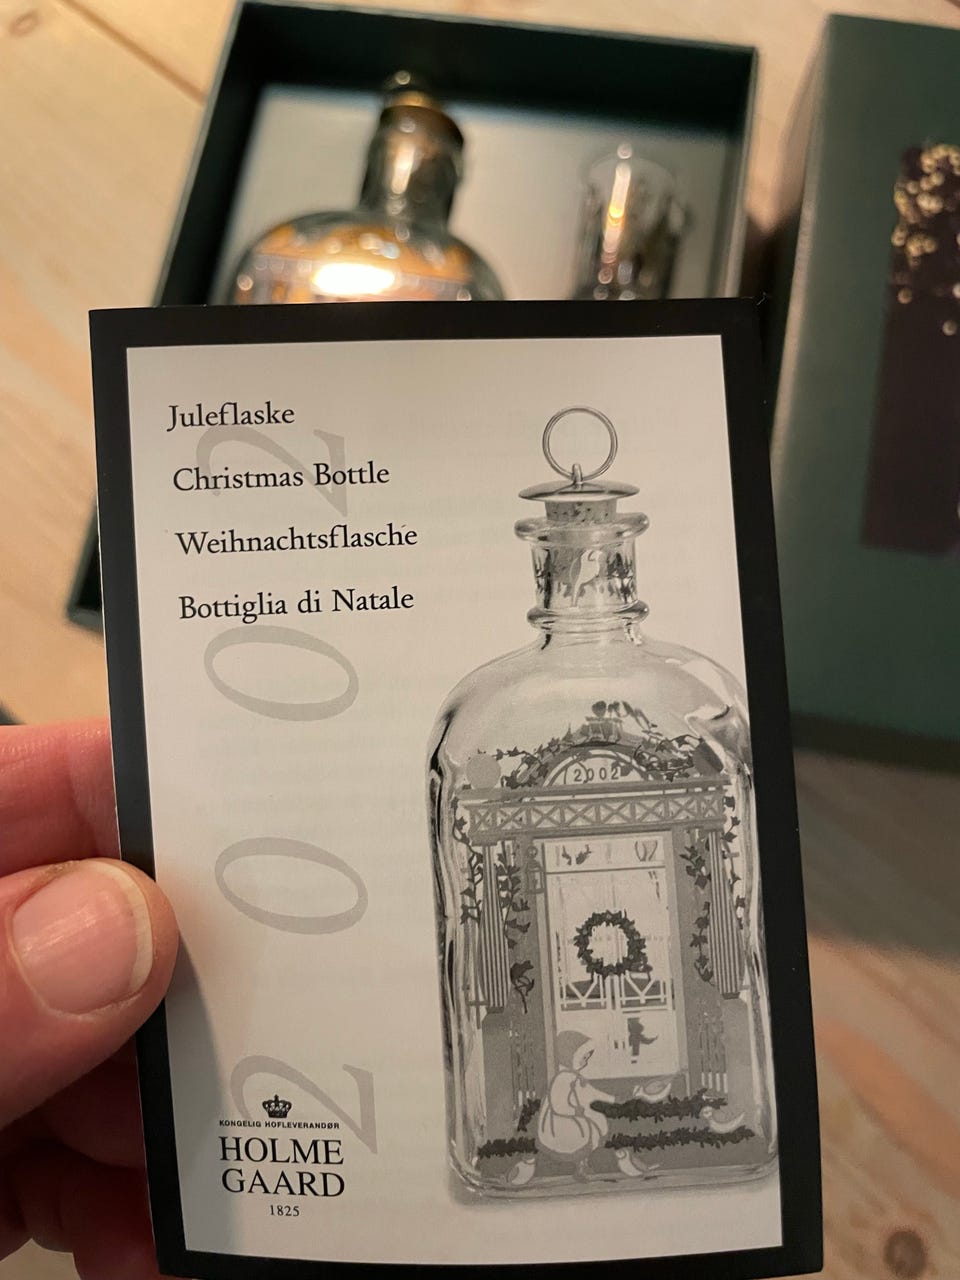 Juleflaske
Christmas Bottle
Weihnachtsflasche
Bottiglia di Natale
2002
2002
KONGELIG HOFLEVERANDØR
HOLME
GAARD
1825